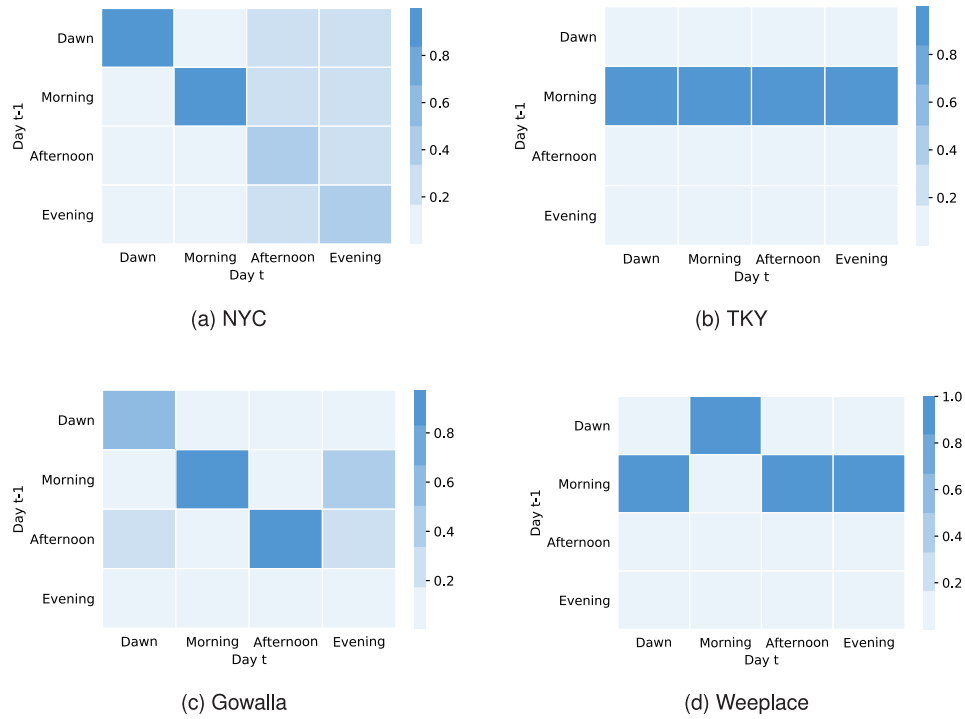 Day t-1
Dawn
Morning
Afternoon
Evening
Dawn Morning Afternoon Evening
Day t
0.8
0.6
0.4
0.2
(a) NYC
Day t-1
Dawn
Morning
Afternoon
Evening
Dawn Morning Afternoon Evening
Day t
0.8
0.6
0.4
0.2
(b) TKY
Day t-1
Dawn
Morning
Afternoon
Evening
Dawn Morning Afternoon Evening
Day t
0.8
0.6
0.4
0.2
(c) Gowalla
Day t-1
Dawn
Morning
Afternoon
Evening
Dawn Morning Afternoon Evening
Day t
1.0
0.8
0.6
0.4
0.2
(d) Weeplace